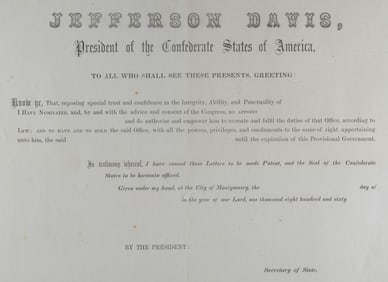 JEFFERSON DAVIS,
President of the Confederate States of America.
TO ALL WHO SHALL SEE THESE PRESENTS, GREETING
Know ye, That, reposing special trust and confidence in the Integrity, Ability, and Punctuality of
I HAVE NOMINATED, and, by and with the advice and consent of the Congress, DO APPOINT
and do authorize and empower him to execute and fulfil the duties of that Office, according to
LAW; AND TO HAVE AND TO HOLD the said Office, with all the powers, privileges, and emoluments to the same of right appertaining
unto him, the said until the expiration of this Provisional Government.
In testimony whereof, I have caused these Letters to be made Patent, and the Seal of the Confederate
States to be hereunto affixed.
Given under my hand, at the City of Montgomery, the day of
in the year of our Lord, one thousand eight hundred and sixty
BY THE PRESIDENT:
Secretary of State.